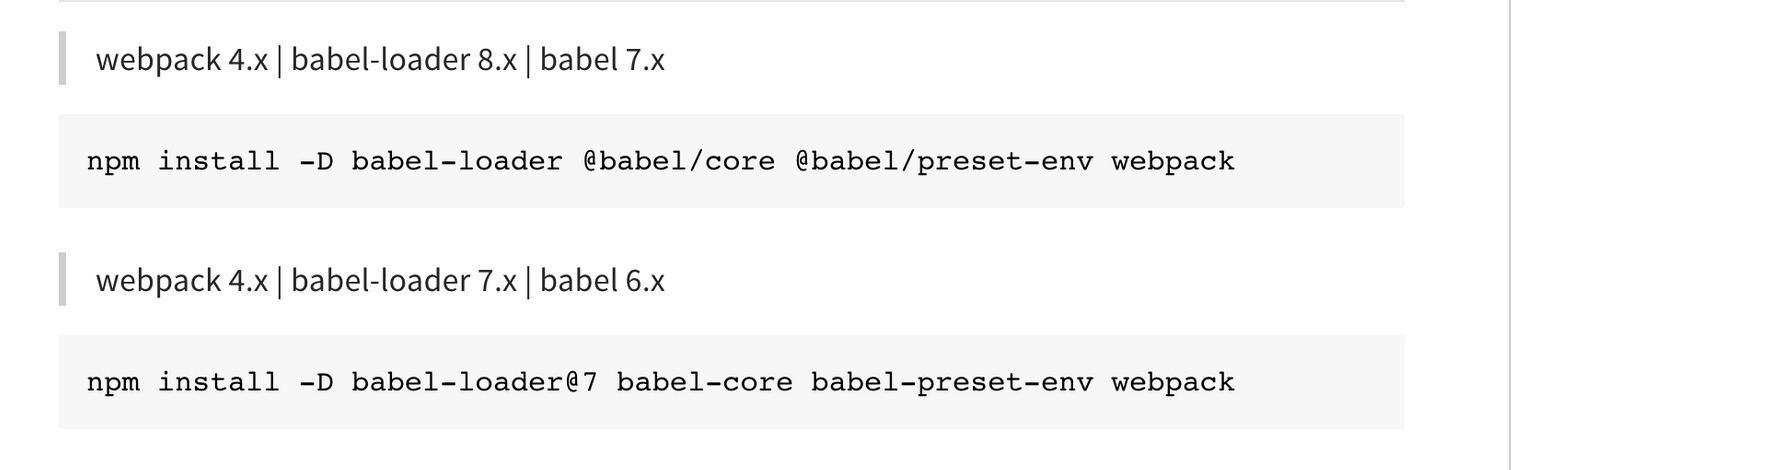 webpack 4.x | babel-loader 8.x | babel 7.x
npm install -D babel-loader @babel/core @babel/preset-env webpack
webpack 4.x | babel-loader 7.x | babel 6.x
npm install -D babel-loader@7 babel-core babel-preset-env webpack